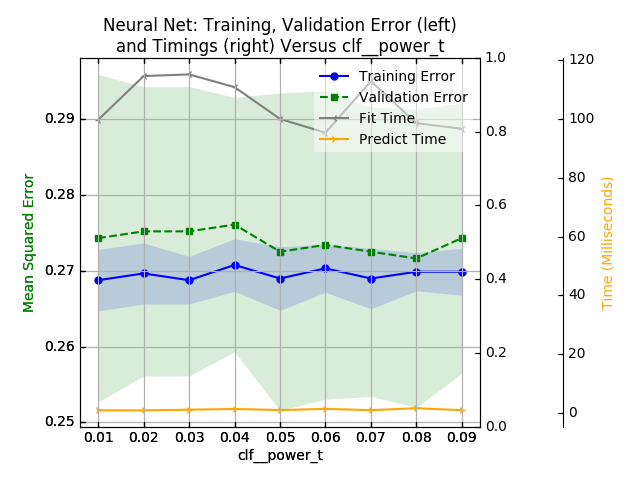 Neural Net: Training, Validation Error (left)
and Timings (right) Versus clf__power_t
Training Error
Validation Error
Fit Time
Predict Time
Mean Squared Error
0.29
0.28
0.27
0.26
0.25
0.01 0.02 0.03 0.04 0.05 0.06 0.07 0.08 0.09
clf__power_t
1.0
0.8
0.6
0.4
0.2
0.0
120
100
80
60
40
20
0
Time (Milliseconds)